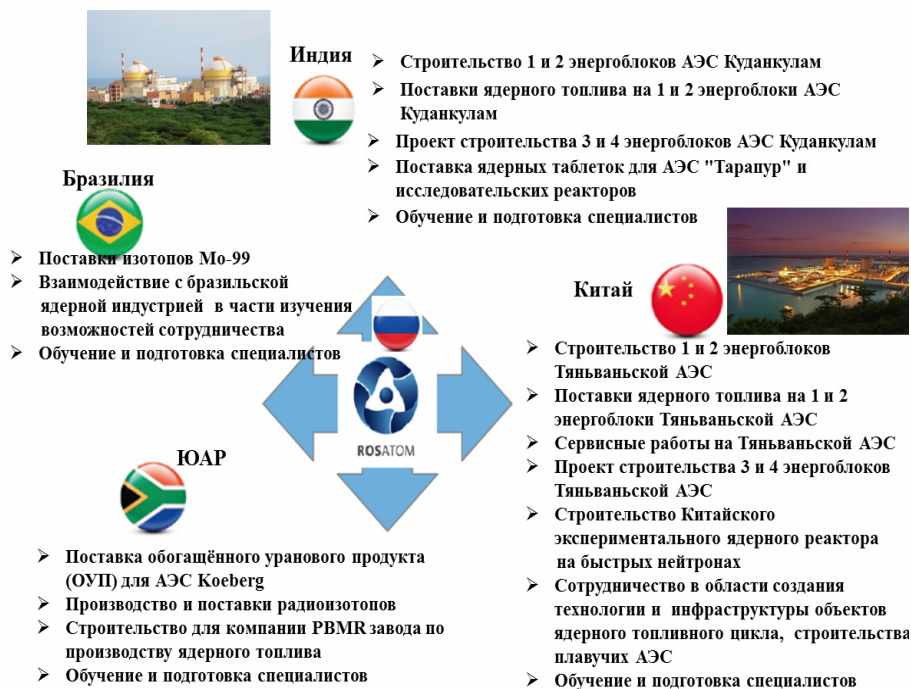 Индия
Строительство 1 и 2 энергоблоков АЭС Куданкулам
Поставки ядерного топлива на 1 и 2 энергоблоки АЭС
Куданкулам
Проект строительства 3 и 4 энергоблоков АЭС Куданкулам
Поставка ядерных таблеток для АЭС "Тарапур" и
исследовательских реакторов
Обучение и подготовка специалистов
Бразилия
Поставки изотопов Мо-99
Взаимодействие с бразильской
ядерной индустрией в части изучения
возможностей сотрудничества
Обучение и подготовка специалистов
Китай
Строительство 1 и 2 энергоблоков
Тяньваньской АЭС
Поставки ядерного топлива на 1 и 2
энергоблоки Тяньваньской АЭС
Сервисные работы на Тяньваньской АЭС
Проект строительства 3 и 4 энергоблоков
Тяньваньской АЭС
Строительство Китайского
экспериментального ядерного реактора
на быстрых нейтронах
Сотрудничество в области создания
технологии и инфраструктуры объектов
ядерного топливного цикла, строительства
плавучих АЭС
Обучение и подготовка специалистов
ROSATOM
ЮАР
Поставка обогащённого уранового продукта
(ОУП) для АЭС Koeberg
Производство и поставки радиоизотопов
Строительство для компании PBMR завода по
производству ядерного топлива
Обучение и подготовка специалистов